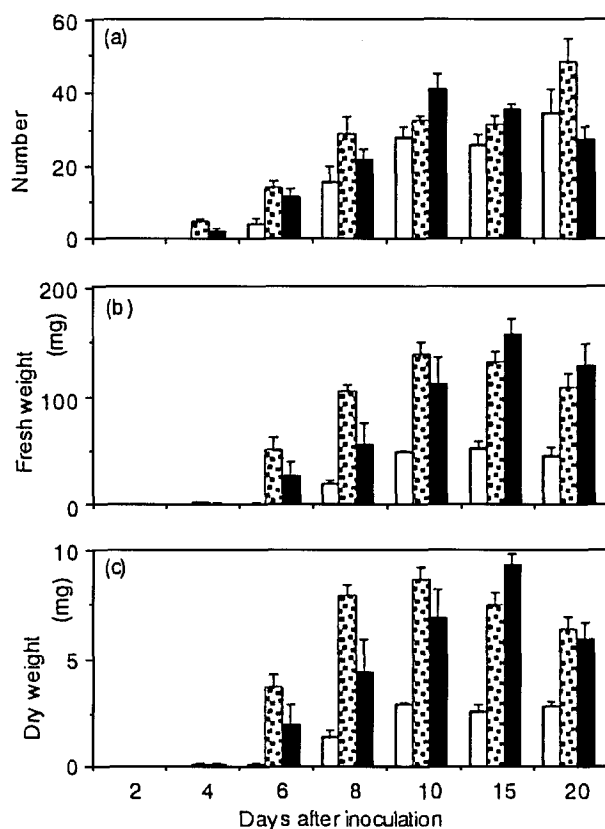 (a)
60
40
20
0
Number
(b)
200
100
0
Fresh weight
(mg)
(c)
10
5
0
Dry weight
(mg)
2 4 6 8 10 15 20
Days after inoculation